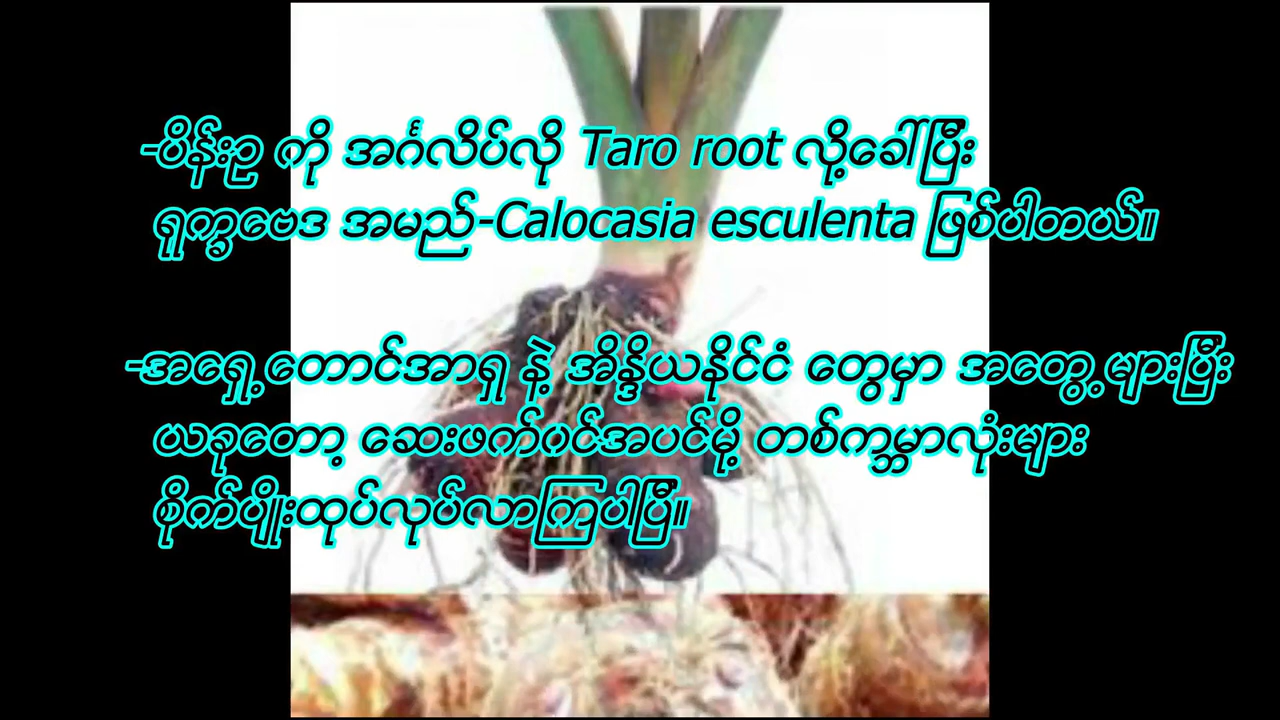 -ပိန်းဥ ကို အင်္ဂလိပ်လို Taro root လို့ခေါ်ပြီး
ရုက္ခဗေဒ အမည်-Calocasia esculenta ဖြစ်ပါတယ်။
-အရှေ့တောင်အာရှ နဲ့ အိန္ဒိယနိုင်ငံ တွေမှာ အတွေ့များပြီး
ယခုတော့ ဆေးဖက်ဝင်အပင်မို့ တစ်ကမ္ဘာလုံးများ
စိုက်ပျိုးထုပ်လုပ်လာကြပါပြီ။